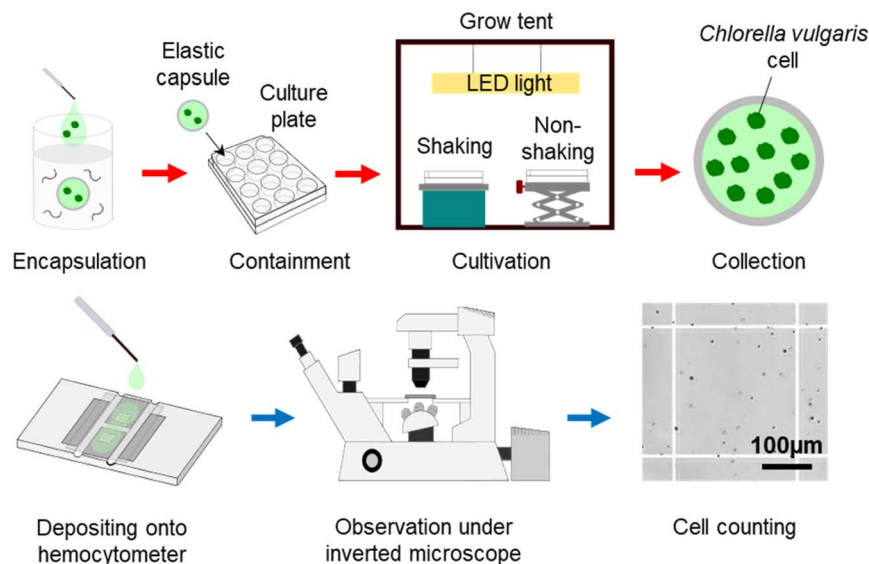 Grow tent
Elastic
capsule
Culture
plate
LED light
Shaking
Non-
shaking
Chlorella vulgaris
cell
Encapsulation
Containment
Cultivation
Collection
100µm
Depositing onto
hemocytometer
Observation under
inverted microscope
Cell counting